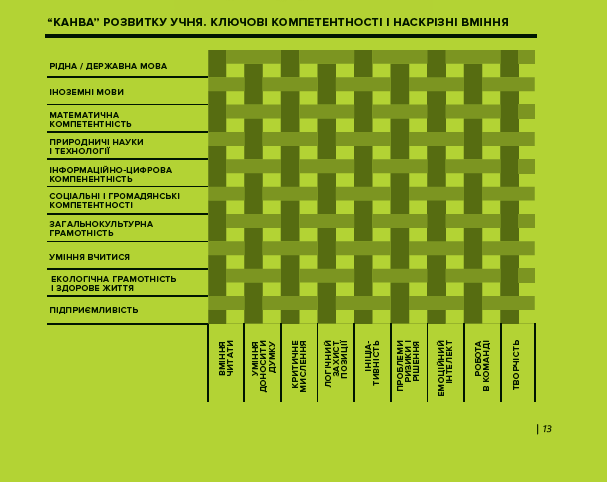 “КАНВА” РОЗВИТКУ УЧНЯ. КЛЮЧОВІ КОМПЕТЕНТНОСТІ І НАСКРІЗНІ ВМІННЯ
РІДНА / ДЕРЖАВНА МОВА
ІНОЗЕМНІ МОВИ
МАТЕМАТИЧНА
КОМПЕТЕНТНІСТЬ
ПРИРОДНИЧІ НАУКИ
І ТЕХНОЛОГІЇ
ІНФОРМАЦІЙНО-ЦИФРОВА
КОМПЕНЕНТНІСТЬ
СОЦІАЛЬНІ І ГРОМАДЯНСЬКІ
КОМПЕТЕНТНОСТІ
ЗАГАЛЬНОКУЛЬТУРНА
ГРАМОТНІСТЬ
УМІННЯ ВЧИТИСЯ
ЕКОЛОГІЧНА ГРАМОТНІСТЬ
І ЗДОРОВЕ ЖИТТЯ
ПІДПРИЄМЛИВІСТЬ
ВМІННЯ
ЧИТАТИ
УМІННЯ
ДОНОСИТИ
ДУМКУ
КРИТИЧНЕ
МИСЛЕННЯ
ЛОГІЧНИЙ
ЗАХИСТ
ПОЗИЦІЇ
ІНІЦІА-
ТИВНІСТЬ
ПРОБЛЕМИ
РИЗИКИ І
РІШЕННЯ
ЕМОЦІЙНИЙ
ІНТЕЛЕКТ
РОБОТА
В КОМАНДІ
ТВОРЧІСТЬ
| 13